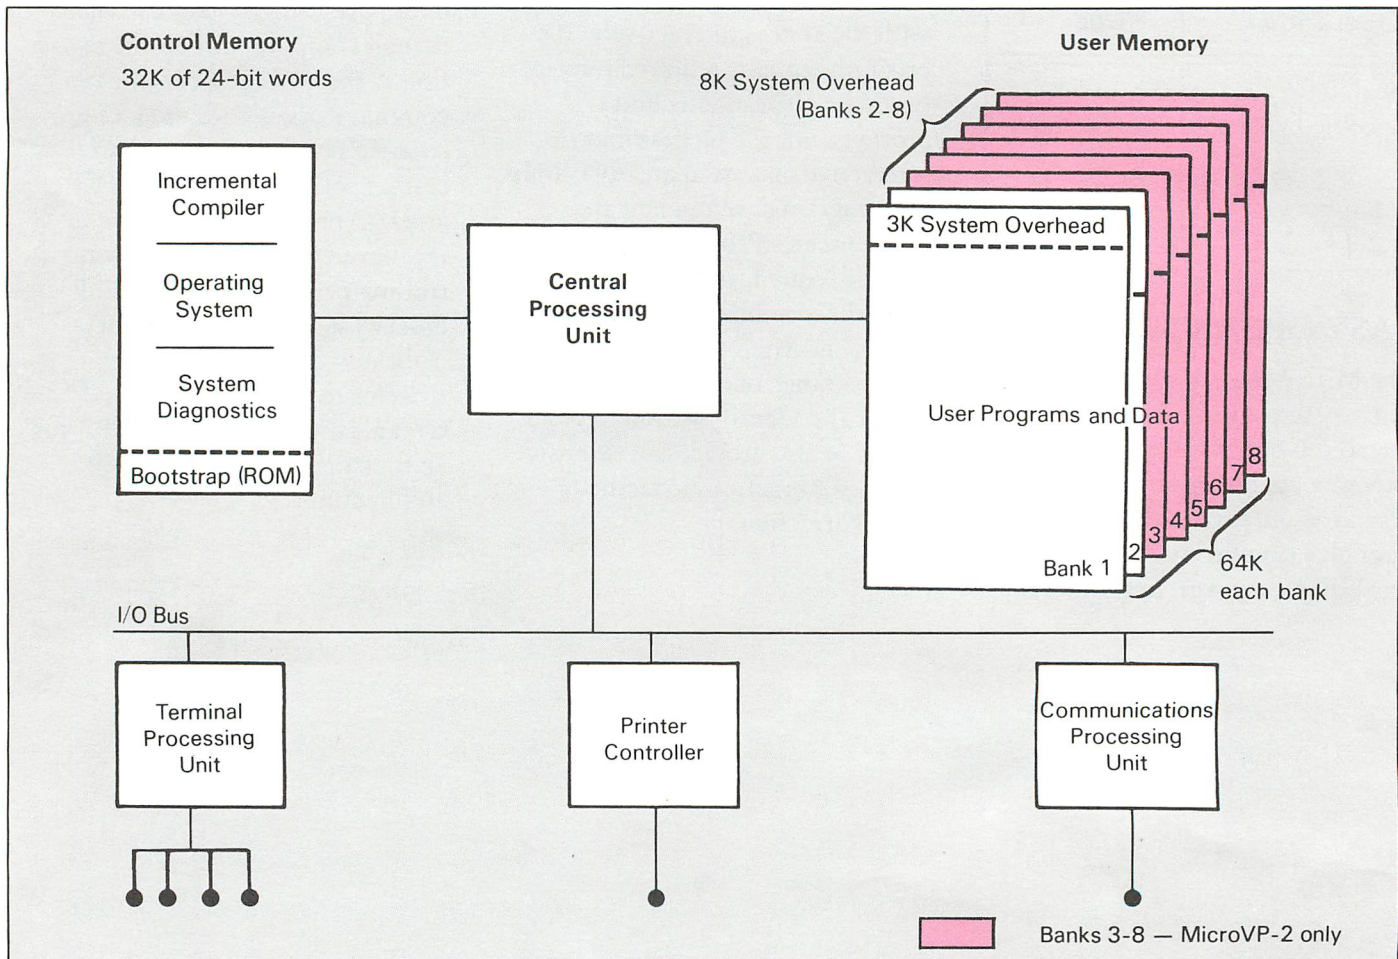 Control Memory
32K of 24-bit words
Incremental
Compiler
Operating
System
System
Diagnostics
Bootstrap (ROM)
Central
Processing
Unit
User Memory
8K System Overhead
(Banks 2-8)
3K System Overhead
User Programs and Data
Bank 1
2
3
4
5
6
7
8
64K
each bank
I/O Bus
Terminal
Processing
Unit
Printer
Controller
Communications
Processing
Unit
Banks 3-8 — MicroVP-2 only